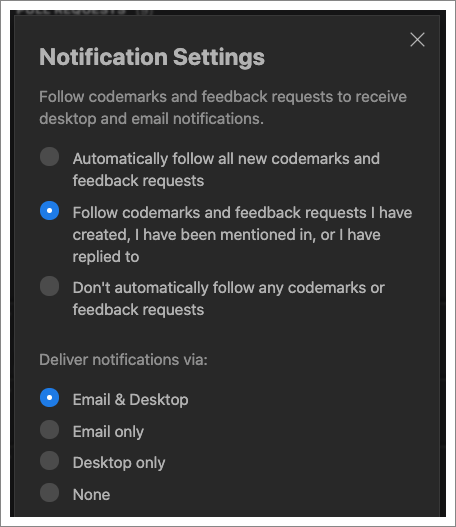 PULL REQUESTS
Notification Settings
Follow codemarks and feedback requests to receive
desktop and email notifications.
Automatically follow all new codemarks and
feedback requests
Follow codemarks and feedback requests I have
created, I have been mentioned in, or I have
replied to
Don't automatically follow any codemarks or
feedback requests
Deliver notifications via:
Email & Desktop
Email only
Desktop only
None